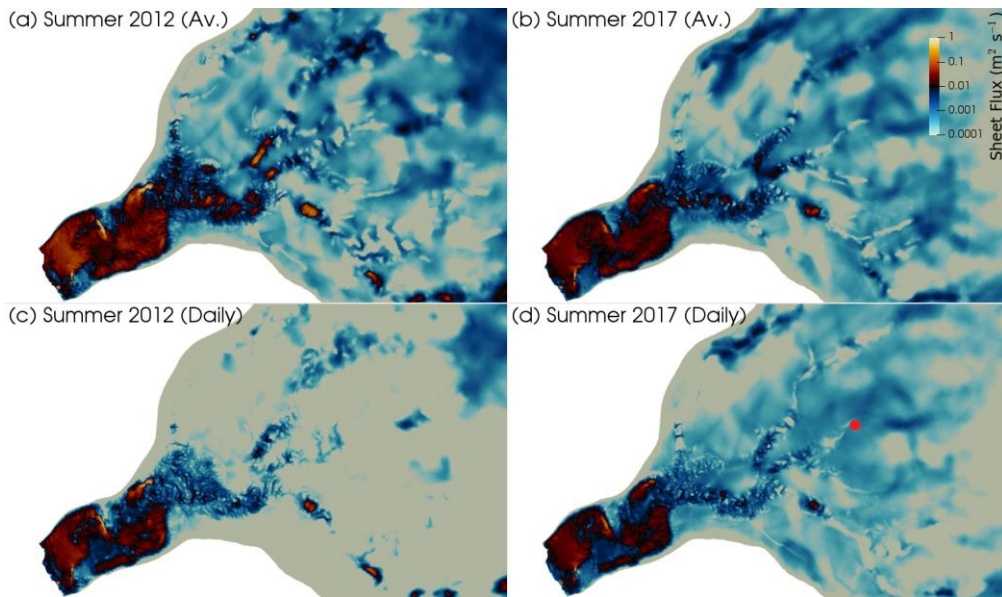 (a) Summer 2012 (Av.)
(b) Summer 2017 (Av.)
1
0.1
0.01
0.001
0.0001
Sheet Flux (m² s⁻¹)
(c) Summer 2012 (Daily)
(d) Summer 2017 (Daily)